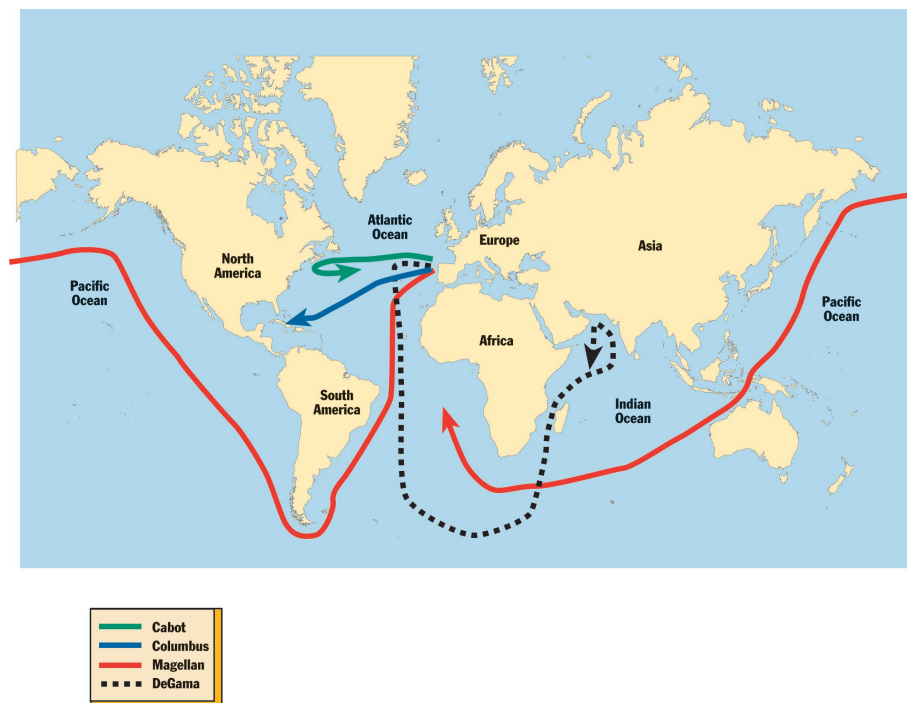 Atlantic
Ocean
Europe
Asia
North
America
Pacific
Ocean
Pacific
Ocean
Africa
South
America
Indian
Ocean
Cabot
Columbus
Magellan
DeGama